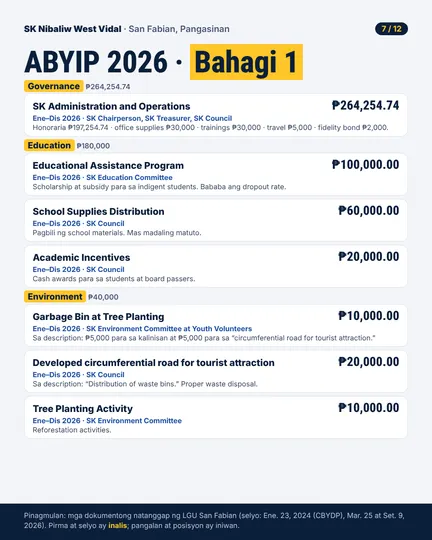 SK Nibaliw West Vidal · San Fabian, Pangasinan
7 / 12
ABYIP 2026 · Bahagi 1
Governance ₱264,254.74
SK Administration and Operations ₱264,254.74
Ene–Dis 2026 · SK Chairperson, SK Treasurer, SK Council
Honoraria ₱197,254.74 · office supplies ₱30,000 · trainings ₱30,000 · travel ₱5,000 · fidelity bond ₱2,000.
Education ₱180,000
Educational Assistance Program ₱100,000.00
Ene–Dis 2026 · SK Education Committee
Scholarship at subsidy para sa indigent students. Bababa ang dropout rate.
School Supplies Distribution ₱60,000.00
Ene–Dis 2026 · SK Council
Pagbili ng school materials. Mas madaling matuto.
Academic Incentives ₱20,000.00
Ene–Dis 2026 · SK Council
Cash awards para sa students at board passers.
Environment ₱40,000
Garbage Bin at Tree Planting ₱10,000.00
Ene–Dis 2026 · SK Environment Committee at Youth Volunteers
Sa description: ₱5,000 para sa kalinisan at ₱5,000 para sa “circumferential road for tourist attraction.”
Developed circumferential road for tourist attraction ₱20,000.00
Ene–Dis 2026 · SK Council
Sa description: “Distribution of waste bins.” Proper waste disposal.
Tree Planting Activity ₱10,000.00
Ene–Dis 2026 · SK Environment Committee
Reforestation activities.
Pinagmulan: mga dokumentong natanggap ng LGU San Fabian (selyo: Ene. 23, 2024 (CBYDP), Mar. 25 at Set. 9,
2026). Pirma at selyo ay inalis; pangalan at posisyon ay iniwan.